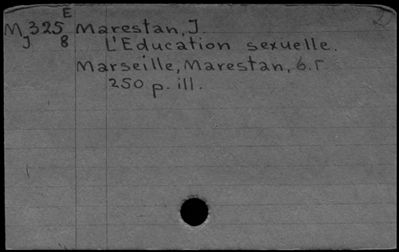 E
M 325 Marestan, J.
J 8 L'Education sexuelle.
Marseille, Marestan, б.г
250 p. ill.